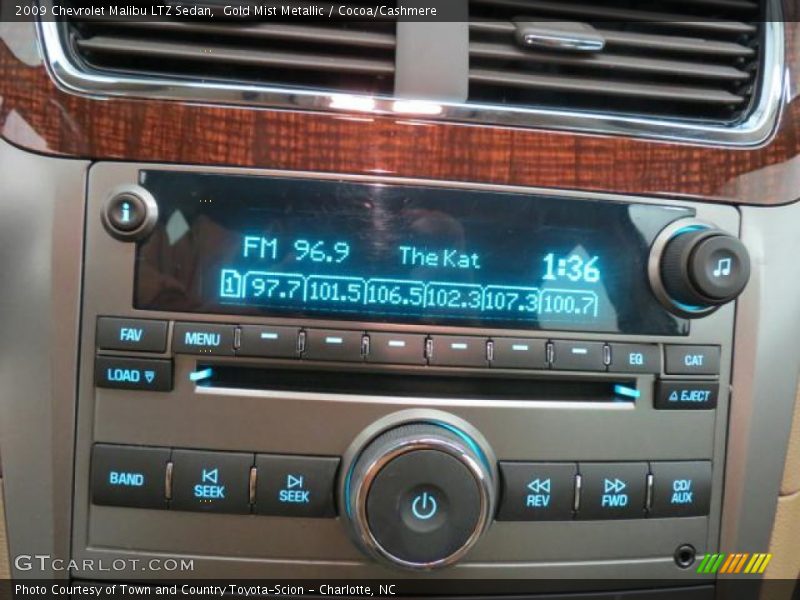 2009 Chevrolet Malibu LTZ Sedan,  Gold Mist Metallic / Cocoa/Cashmere
i
FM 96.9 The Kat 1:36
1 97.7 101.5 106.5 102.3 107.3 100.7
FAV MENU EQ CAT
LOAD EJECT
BAND SEEK SEEK REV FWD CD/AUX
GTCARLOT.COM
Photo Courtesy of Town and Country Toyota-Scion - Charlotte, NC